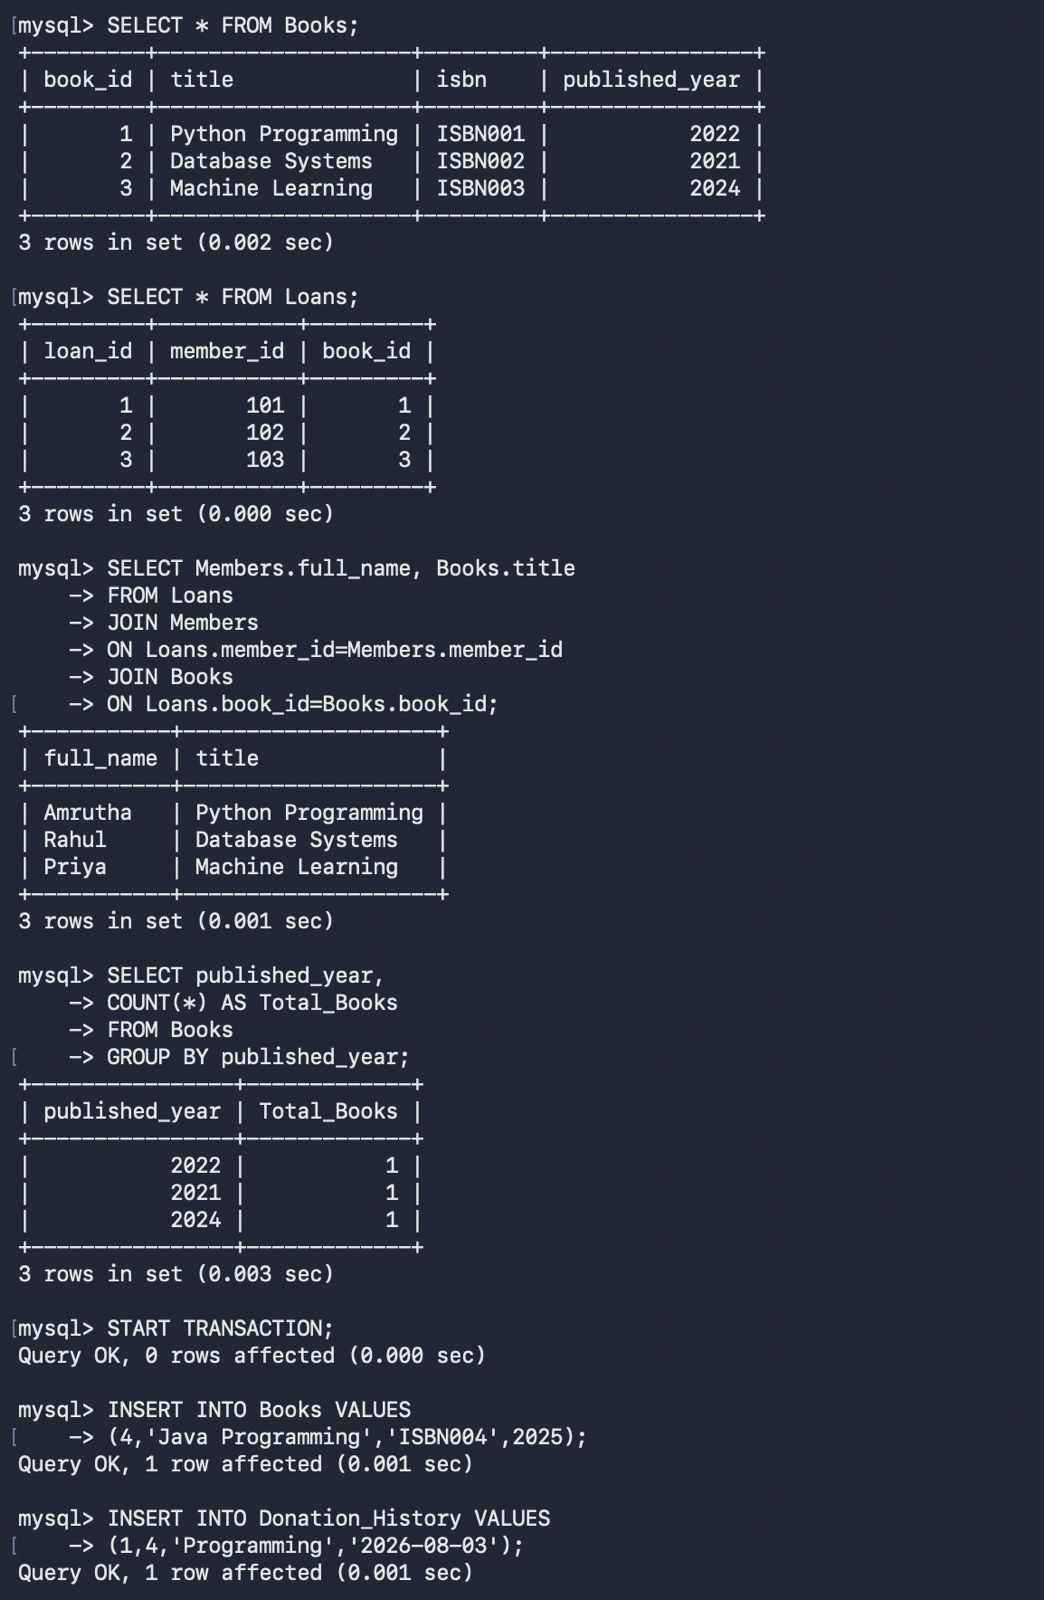 [mysql> SELECT * FROM Books;
+---------+--------------------+---------+----------------+
| book_id | title              | isbn    | published_year |
+---------+--------------------+---------+----------------+
|       1 | Python Programming | ISBN001 |           2022 |
|       2 | Database Systems   | ISBN002 |           2021 |
|       3 | Machine Learning   | ISBN003 |           2024 |
+---------+--------------------+---------+----------------+
3 rows in set (0.002 sec)

[mysql> SELECT * FROM Loans;
+---------+-----------+---------+
| loan_id | member_id | book_id |
+---------+-----------+---------+
|       1 |       101 |       1 |
|       2 |       102 |       2 |
|       3 |       103 |       3 |
+---------+-----------+---------+
3 rows in set (0.000 sec)

mysql> SELECT Members.full_name, Books.title
    -> FROM Loans
    -> JOIN Members
    -> ON Loans.member_id=Members.member_id
    -> JOIN Books
[    -> ON Loans.book_id=Books.book_id;
+-----------+--------------------+
| full_name | title              |
+-----------+--------------------+
| Amrutha   | Python Programming |
| Rahul     | Database Systems   |
| Priya     | Machine Learning   |
+-----------+--------------------+
3 rows in set (0.001 sec)

mysql> SELECT published_year,
    -> COUNT(*) AS Total_Books
    -> FROM Books
[    -> GROUP BY published_year;
+----------------+-------------+
| published_year | Total_Books |
+----------------+-------------+
|           2022 |           1 |
|           2021 |           1 |
|           2024 |           1 |
+----------------+-------------+
3 rows in set (0.003 sec)

[mysql> START TRANSACTION;
Query OK, 0 rows affected (0.000 sec)

mysql> INSERT INTO Books VALUES
[    -> (4,'Java Programming','ISBN004',2025);
Query OK, 1 row affected (0.001 sec)

mysql> INSERT INTO Donation_History VALUES
[    -> (1,4,'Programming','2026-08-03');
Query OK, 1 row affected (0.001 sec)